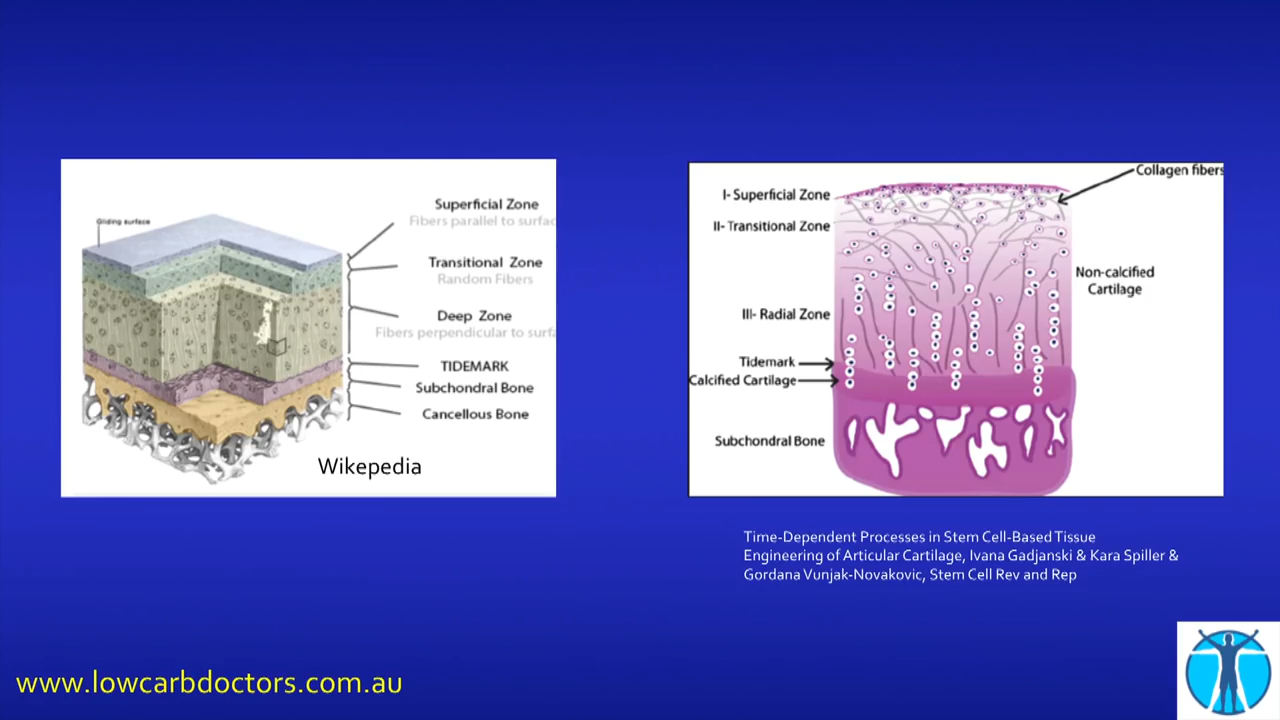 Gliding surface
Superficial Zone
Fibers parallel to surfac
Transitional Zone
Random Fibers
Deep Zone
Fibers perpendicular to surfa
TIDEMARK
Subchondral Bone
Cancellous Bone
Wikepedia
Collagen fibers
I- Superficial Zone
II- Transitional Zone
Non-calcified
Cartilage
III- Radial Zone
Tidemark
Calcified Cartilage
Subchondral Bone
Time-Dependent Processes in Stem Cell-Based Tissue
Engineering of Articular Cartilage, Ivana Gadjanski & Kara Spiller &
Gordana Vunjak-Novakovic, Stem Cell Rev and Rep
www.lowcarbdoctors.com.au